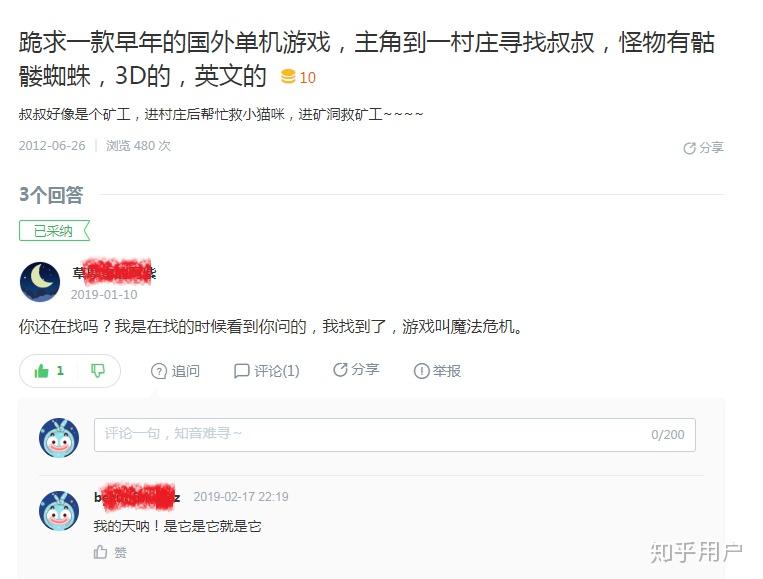 跪求一款早年的国外单机游戏，主角到一村庄寻找叔叔，怪物有骷
髅蜘蛛，3D的，英文的 10
叔叔好像是个矿工，进村庄后帮忙救小猫咪，进矿洞救矿工~~~~
2012-06-26 | 浏览 480 次 分享
3个回答
已采纳
草
2019-01-10
你还在找吗？我是在找的时候看到你问的，我找到了，游戏叫魔法危机。
1 追问 评论(1) 分享 举报
评论一句，知音难寻~ 0/200
2019-02-17 22:19
我的天呐！是它是它就是它
赞
知乎用户